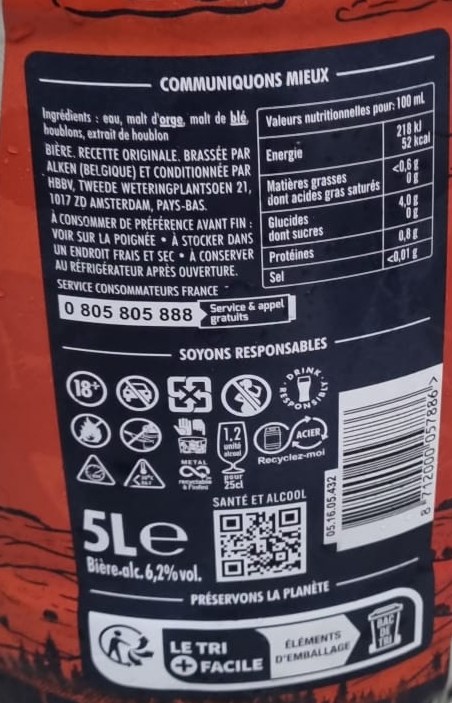 COMMUNIQUONS MIEUX
Ingrédients : eau, malt d'orge, malt de blé,
houblons, extrait de houblon
BIÈRE. RECETTE ORIGINALE. BRASSÉE PAR
ALKEN (BELGIQUE) ET CONDITIONNÉE PAR
HBBV, TWEEDE WETERINGPLANTSOEN 21,
1017 ZD AMSTERDAM, PAYS-BAS.
À CONSOMMER DE PRÉFÉRENCE AVANT FIN :
VOIR SUR LA POIGNÉE • À STOCKER DANS
UN ENDROIT FRAIS ET SEC • À CONSERVER
AU RÉFRIGÉRATEUR APRÈS OUVERTURE.
SERVICE CONSOMMATEURS FRANCE
0 805 805 888
Service & appel
gratuits
Valeurs nutritionnelles pour: 100 mL
Energie 218 kJ
52 kcal
Matières grasses <0,6 g
dont acides gras saturés 0g
Glucides 4,0 g
dont sucres 0g
Protéines 0,8 g
Sel <0,01 g
SOYONS RESPONSABLES
18+
DRINK
RESPONSIBLY
METAL
recyclable
à l'infini
1,2
unité
alcool
pour
25cl
ACIER
Recyclez-moi
SANTÉ ET ALCOOL
05.16.05.432
8 712000 057886 >
5L e
Bière.alc. 6,2% vol.
PRÉSERVONS LA PLANÈTE
LE TRI
+ FACILE
ÉLÉMENTS
D'EMBALLAGE
BAC
DE
TRI